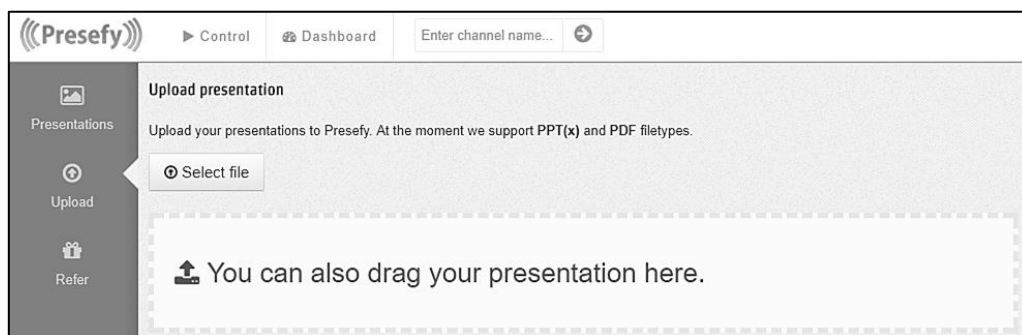 (((Presefy)))
Control
Dashboard
Enter channel name...
Presentations
Upload
Refer
Upload presentation
Upload your presentations to Presefy. At the moment we support PPT(x) and PDF filetypes.
Select file
You can also drag your presentation here.